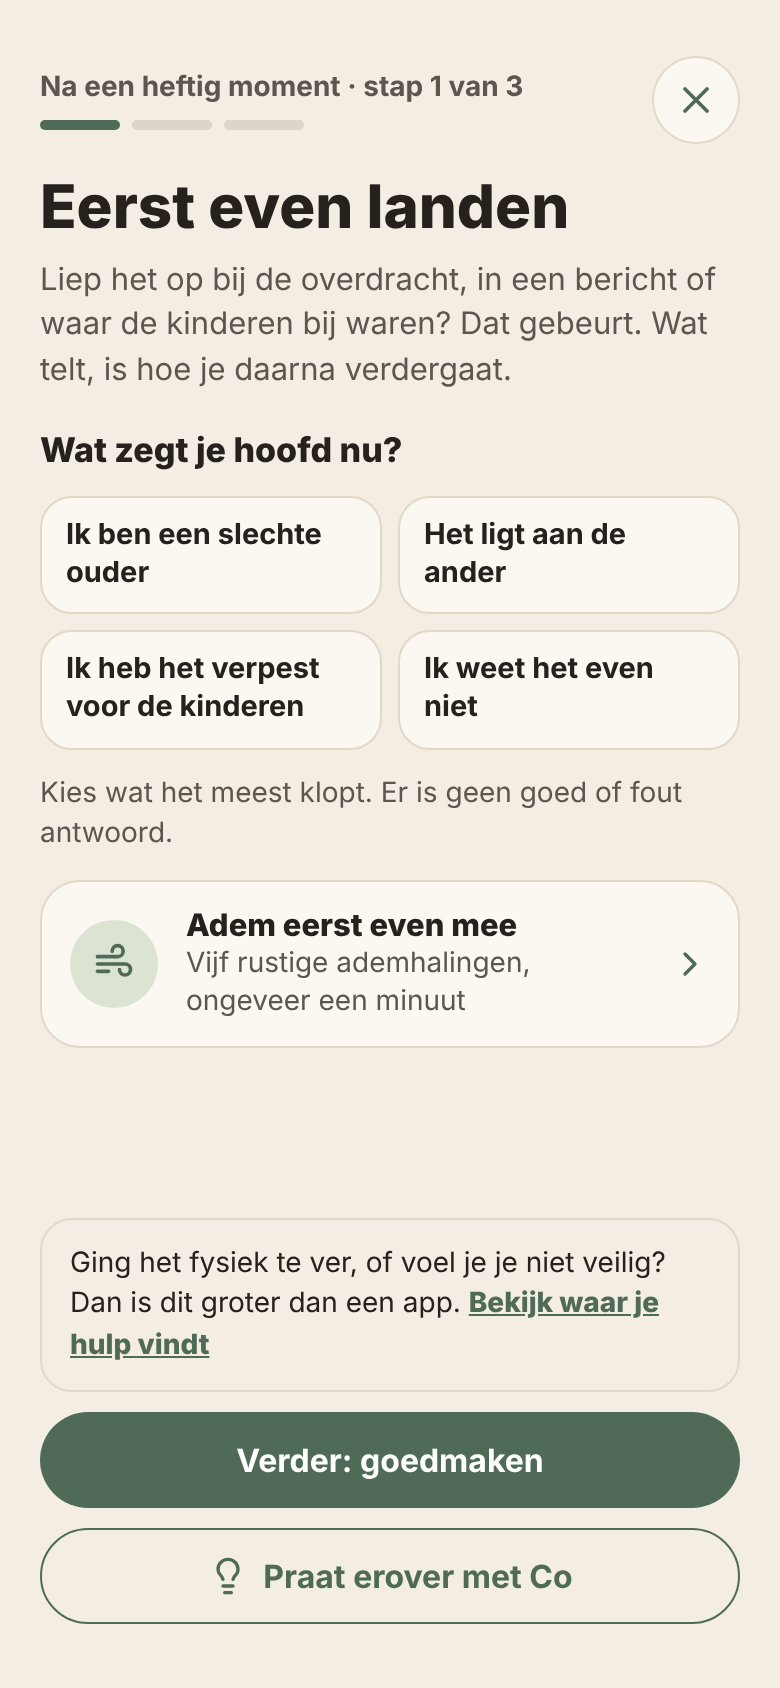 Na een heftig moment · stap 1 van 3
Eerst even landen
Liep het op bij de overdracht, in een bericht of
waar de kinderen bij waren? Dat gebeurt. Wat
telt, is hoe je daarna verdergaat.
Wat zegt je hoofd nu?
Ik ben een slechte
ouder
Het ligt aan de
ander
Ik heb het verpest
voor de kinderen
Ik weet het even
niet
Kies wat het meest klopt. Er is geen goed of fout
antwoord.
Adem eerst even mee
Vijf rustige ademhalingen,
ongeveer een minuut
Ging het fysiek te ver, of voel je je niet veilig?
Dan is dit groter dan een app. Bekijk waar je
hulp vindt
Verder: goedmaken
Praat erover met Co